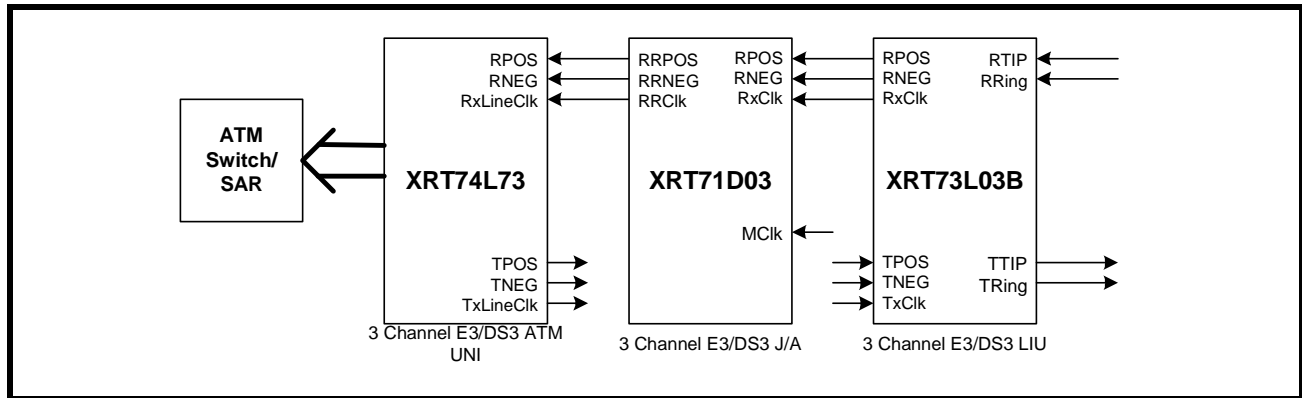 ATM
Switch/
SAR
RPOS
RNEG
RxLineClk
XRT74L73
TPOS
TNEG
TxLineClk
3 Channel E3/DS3 ATM
UNI
RRPOS
RRNEG
RRClk
RPOS
RNEG
RxClk
XRT71D03
MClk
3 Channel E3/DS3 J/A
RPOS
RNEG
RxClk
RTIP
RRing
XRT73L03B
TPOS
TNEG
TxClk
TTIP
TRing
3 Channel E3/DS3 LIU